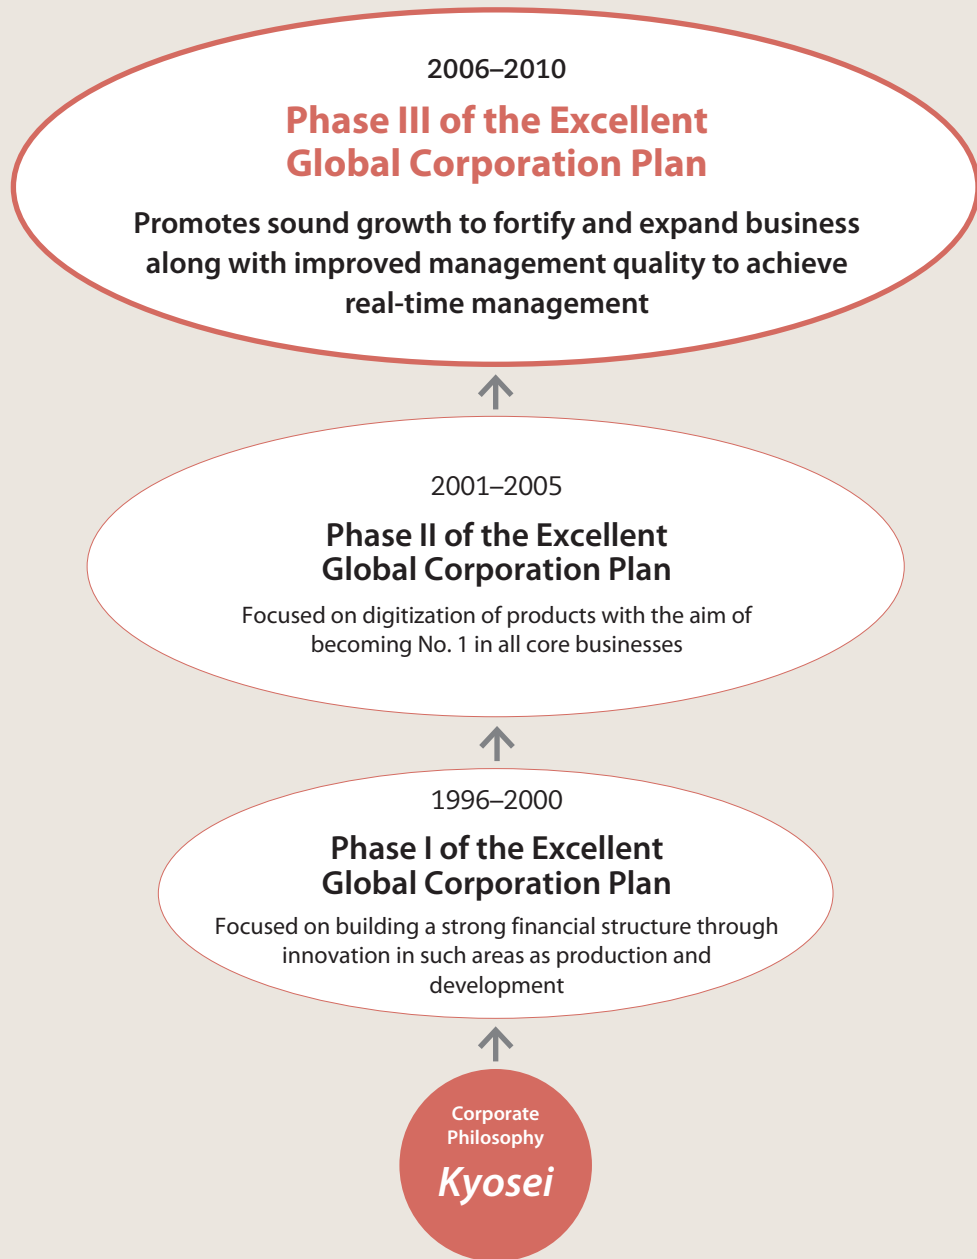 2006–2010
Phase III of the Excellent
Global Corporation Plan
Promotes sound growth to fortify and expand business
along with improved management quality to achieve
real-time management
2001–2005
Phase II of the Excellent
Global Corporation Plan
Focused on digitization of products with the aim of
becoming No. 1 in all core businesses
1996–2000
Phase I of the Excellent
Global Corporation Plan
Focused on building a strong financial structure through
innovation in such areas as production and
development
Corporate
Philosophy
Kyosei